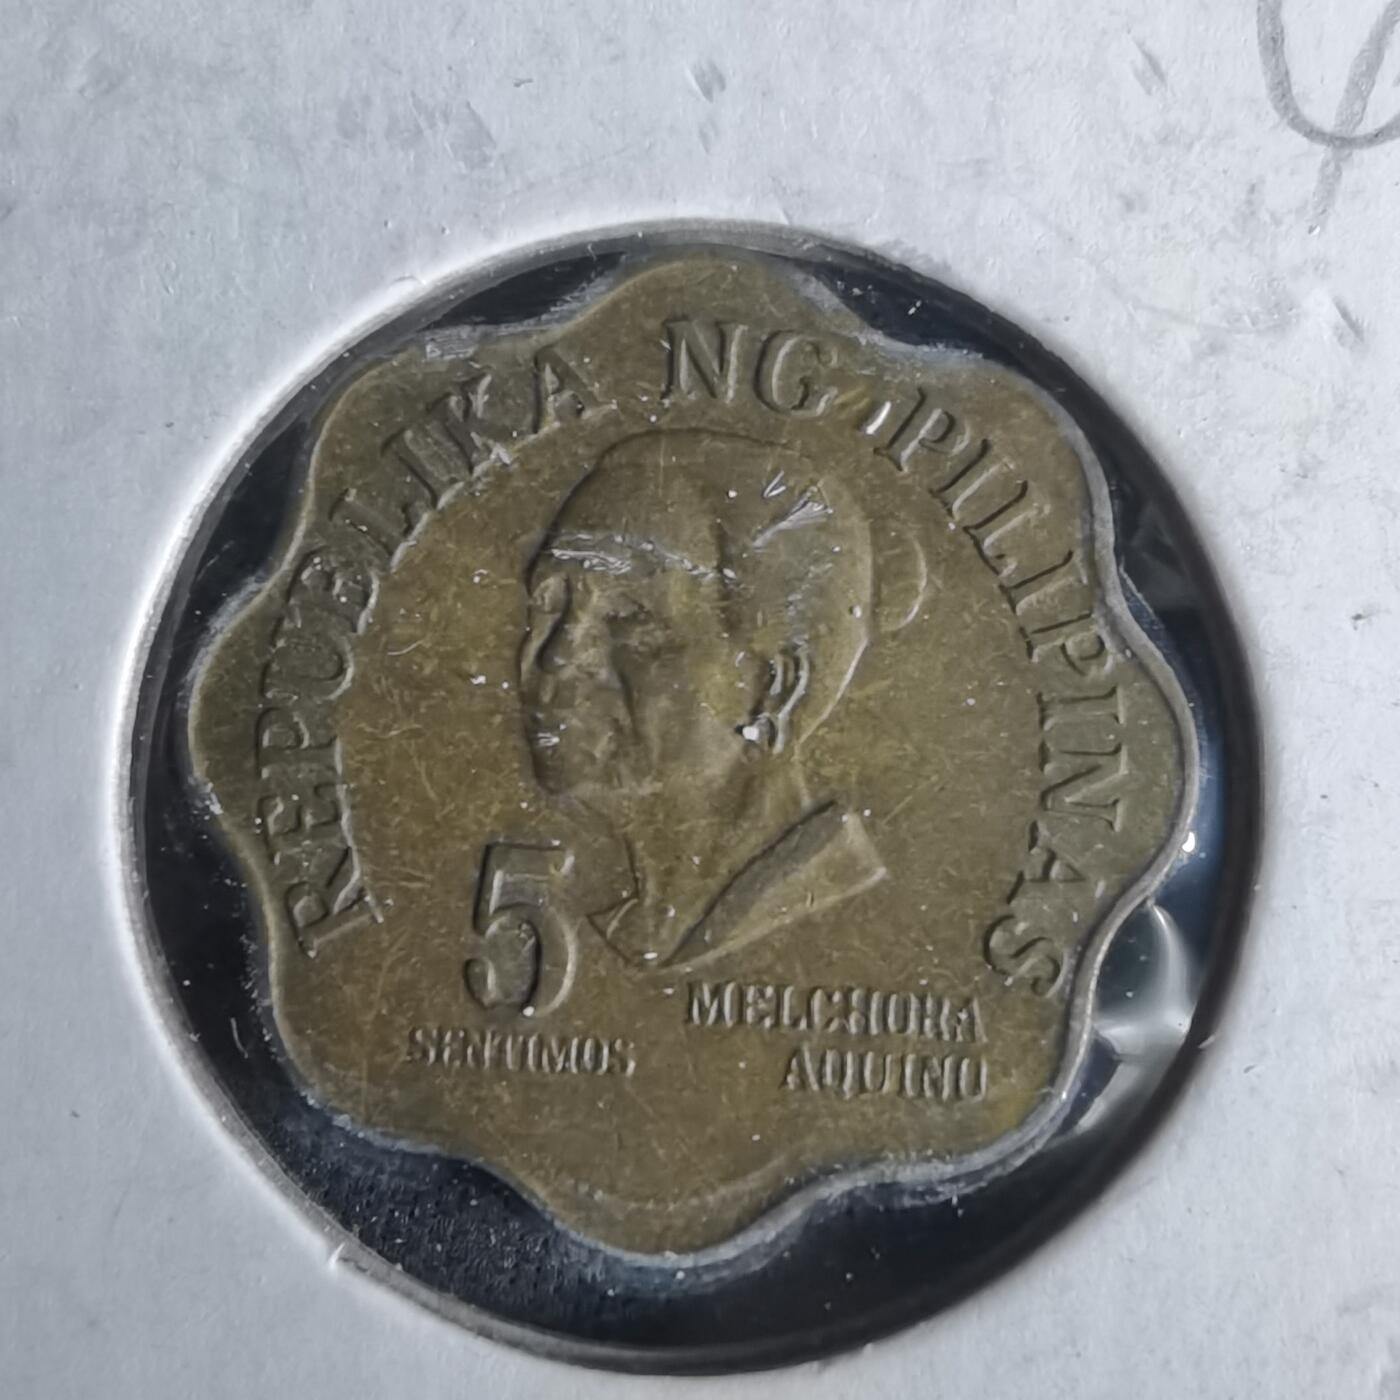 REPUBLIKA NG PILIPINAS
5
SENTIMOS
MELCHORA
AQUINO